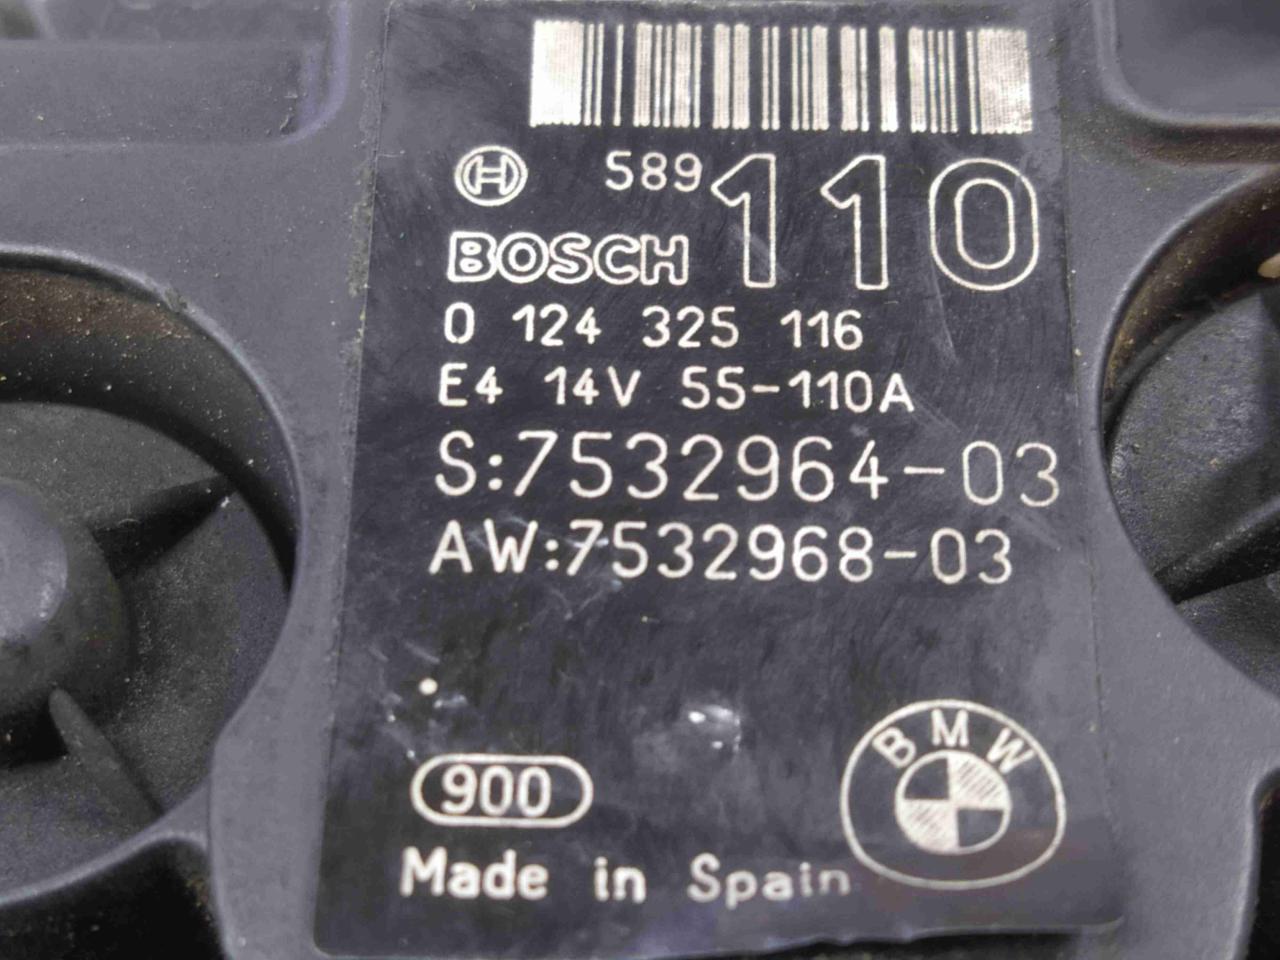 589 110
BOSCH
0 124 325 116
E4 14V 55-110A
S:7532964-03
AW:7532968-03
900
BMW
Made in Spain